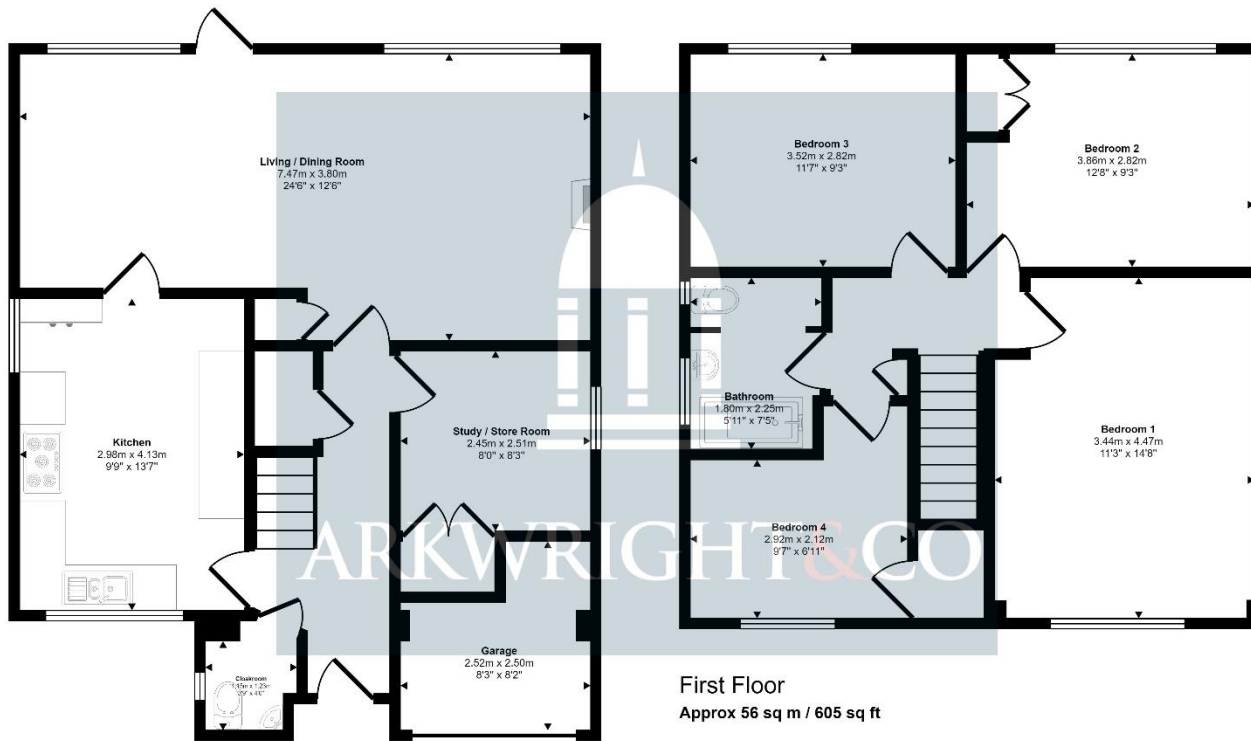 Living / Dining Room
7.47m x 3.80m
24'6" x 12'6"
Kitchen
2.98m x 4.13m
9'9" x 13'7"
Study / Store Room
2.45m x 2.51m
8'0" x 8'3"
Garage
2.52m x 2.50m
8'3" x 8'2"
Cloakroom
x 1.23m
x 4'0"
Bedroom 3
3.52m x 2.82m
11'7" x 9'3"
Bedroom 2
3.86m x 2.82m
12'8" x 9'3"
Bathroom
1.80m x 2.25m
5'11" x 7'5"
Bedroom 1
3.44m x 4.47m
11'3" x 14'8"
Bedroom 4
2.92m x 2.12m
9'7" x 6'11"
ARKWRIGHT&CO
First Floor
Approx 56 sq m / 605 sq ft